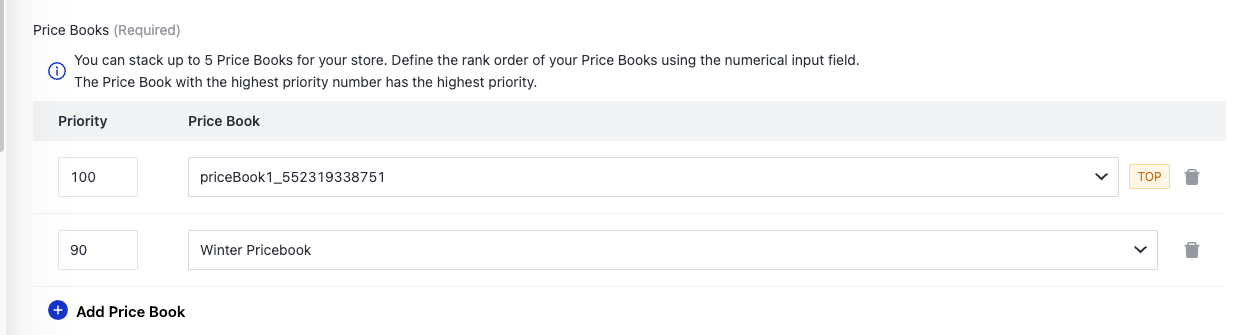 Price Books (Required)
You can stack up to 5 Price Books for your store. Define the rank order of your Price Books using the numerical input field.
The Price Book with the highest priority number has the highest priority.
Priority Price Book
100 priceBook1_552319338751 TOP
90 Winter Pricebook
Add Price Book